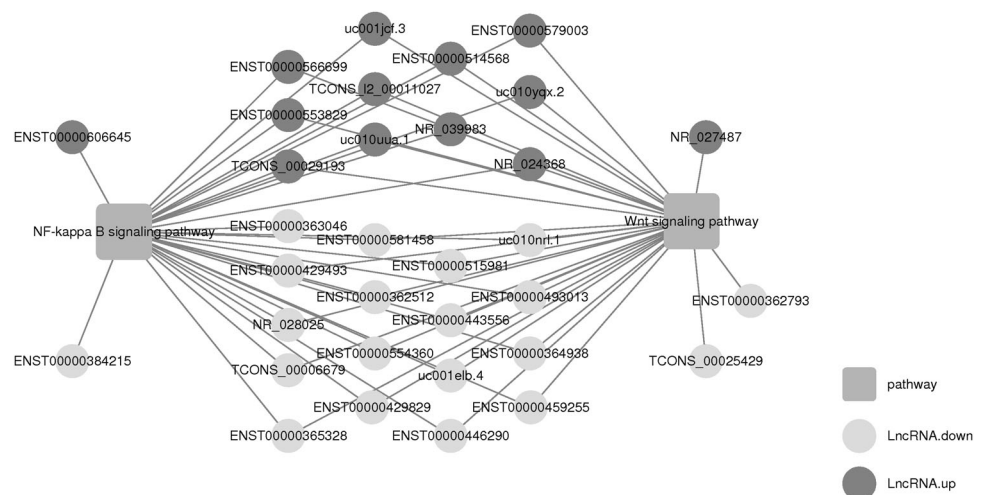 uc001jcf.3
ENST00000579003
ENST00000514568
ENST00000566699
TCONS_l2_00011027
uc010yqx.2
ENST00000553829
NR_039983
ENST00000606645
uc010uua.1
NR_027487
TCONS_00029193
NR_024368
NF-kappa B signaling pathway
Wnt signaling pathway
ENST00000363046
ENST00000581458
uc010nrl.1
ENST00000429493
ENST00000515981
ENST00000362512
ENST00000493013
ENST00000362793
NR_028025
ENST00000443556
ENST00000384215
ENST00000554360
ENST00000364938
TCONS_00025429
TCONS_00006679
uc001elb.4
pathway
ENST00000429829
ENST00000459255
ENST00000365328
ENST00000446290
LncRNA.down
LncRNA.up